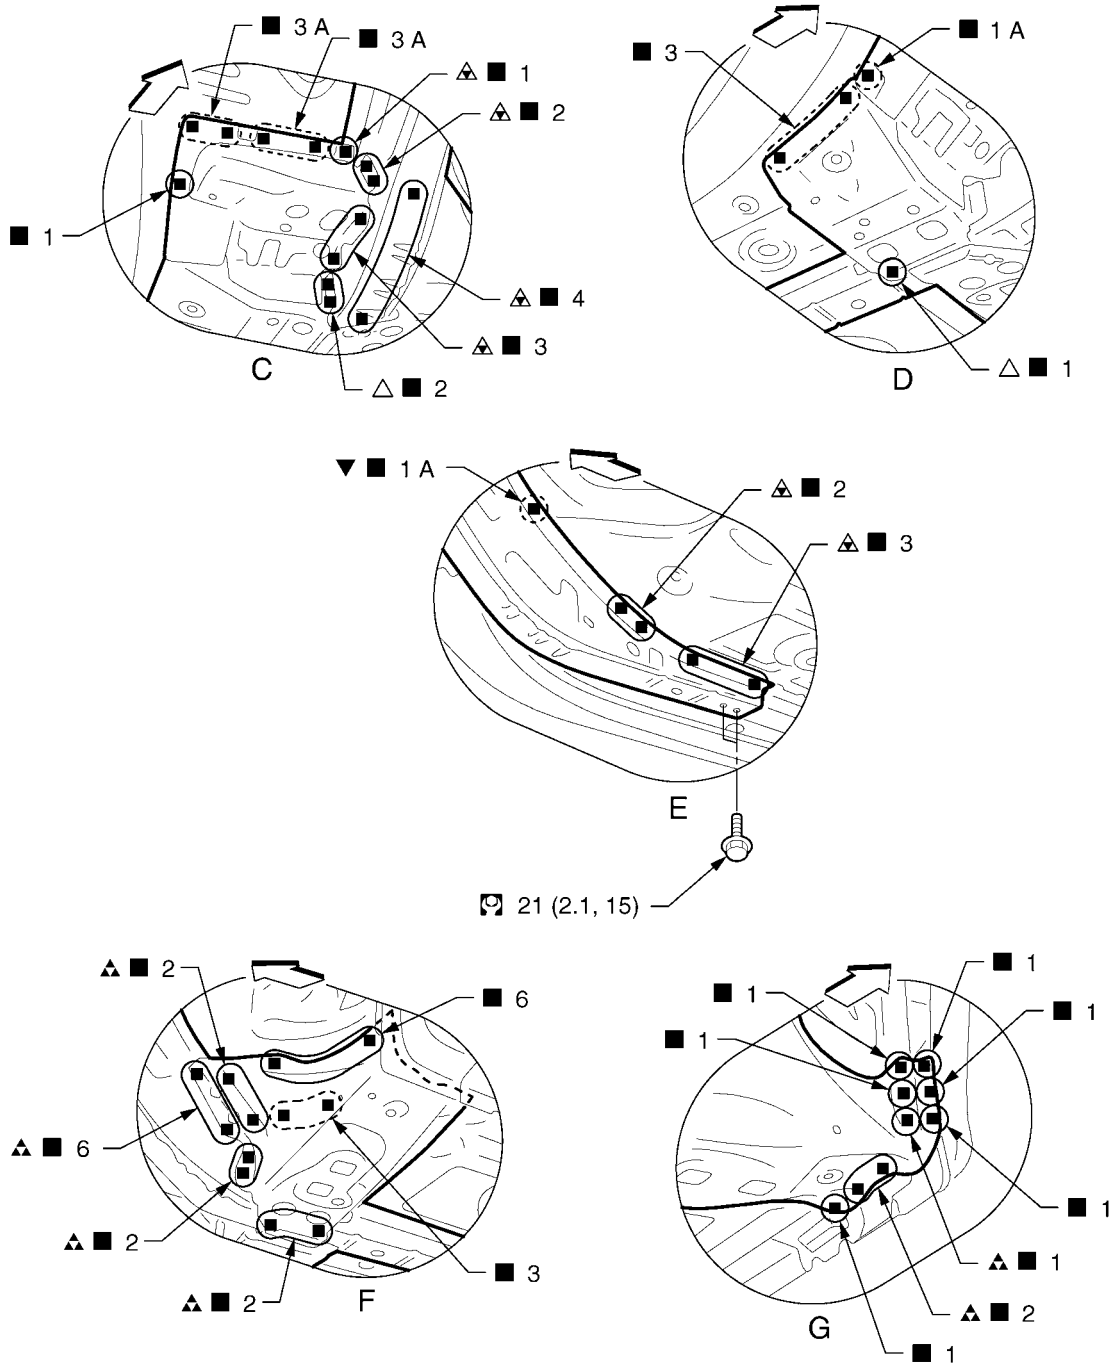 ■ 3 A
■ 3 A
■ 1
■ 2
■ 1
■ 4
■ 3
△ ■ 2
C
■ 3
■ 1 A
△ ■ 1
D
▼ ■ 1 A
■ 2
■ 3
E
21 (2.1, 15)
■ 2
■ 6
■ 6
■ 2
■ 2
■ 3
F
■ 1
■ 1
■ 1
■ 1
■ 1
■ 1
■ 2
■ 1
G